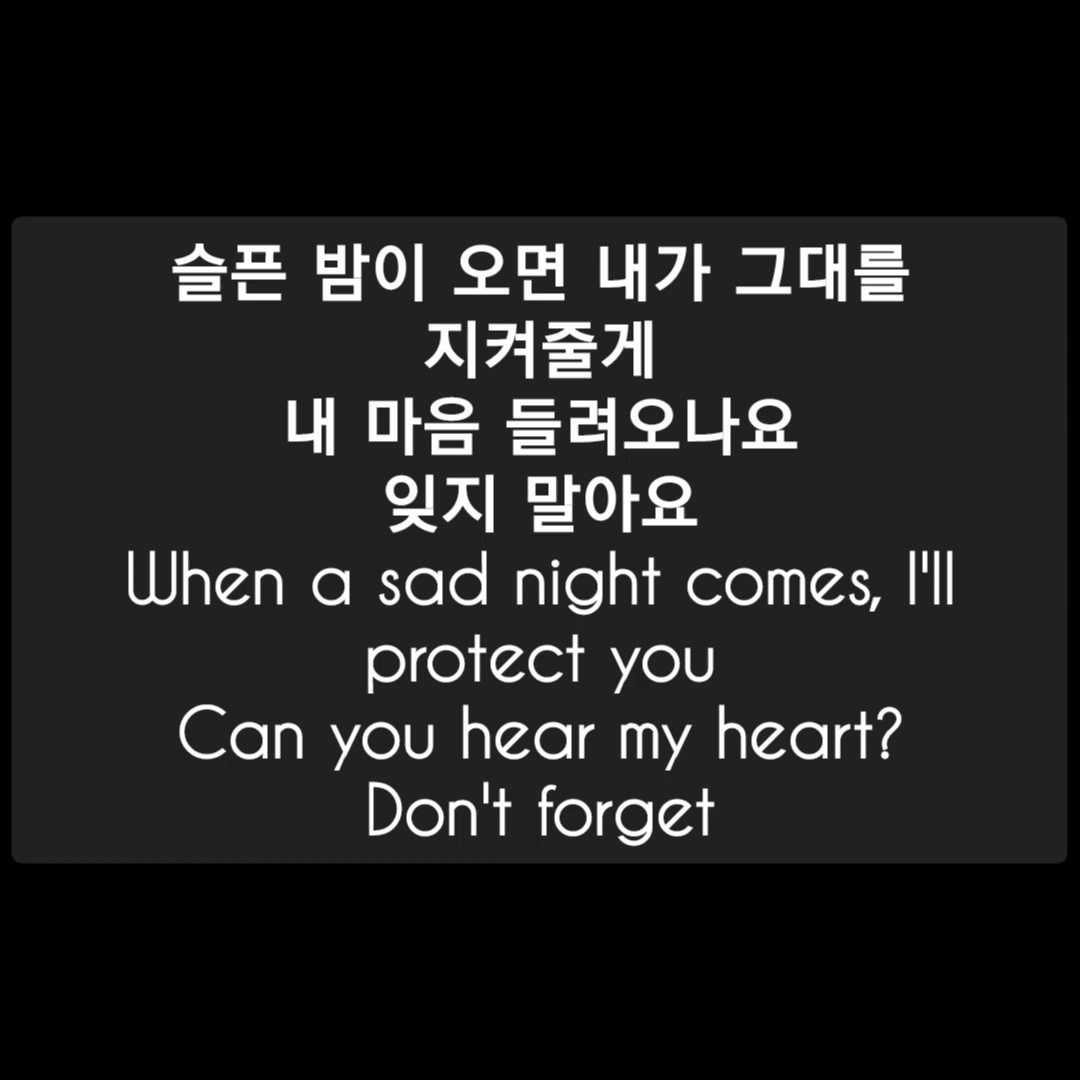 슬픈 밤이 오면 내가 그대를
지켜줄게
내 마음 들려오나요
잊지 말아요
When a sad night comes, I'll
protect you
Can you hear my heart?
Don't forget